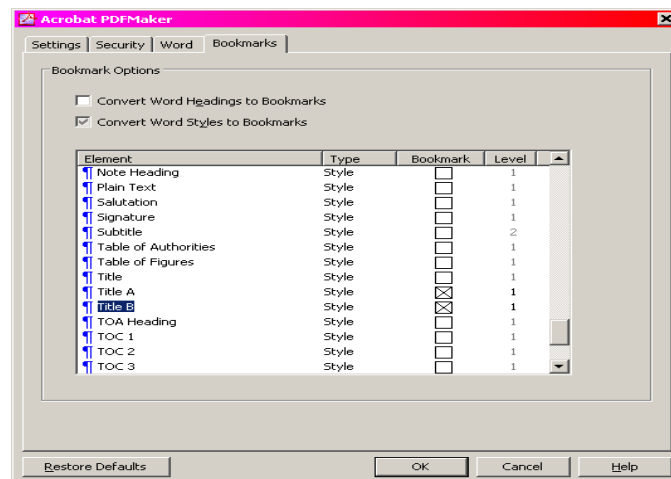 Acrobat PDFMaker
Settings Security Word Bookmarks
Bookmark Options
Convert Word Headings to Bookmarks
Convert Word Styles to Bookmarks
Element Type Bookmark Level
Note Heading Style 1
Plain Text Style 1
Salutation Style 1
Signature Style 1
Subtitle Style 2
Table of Authorities Style 1
Table of Figures Style 1
Title Style 1
Title A Style 1
Title B Style 1
TOA Heading Style 1
TOC 1 Style 1
TOC 2 Style 1
TOC 3 Style 1
Restore Defaults OK Cancel Help